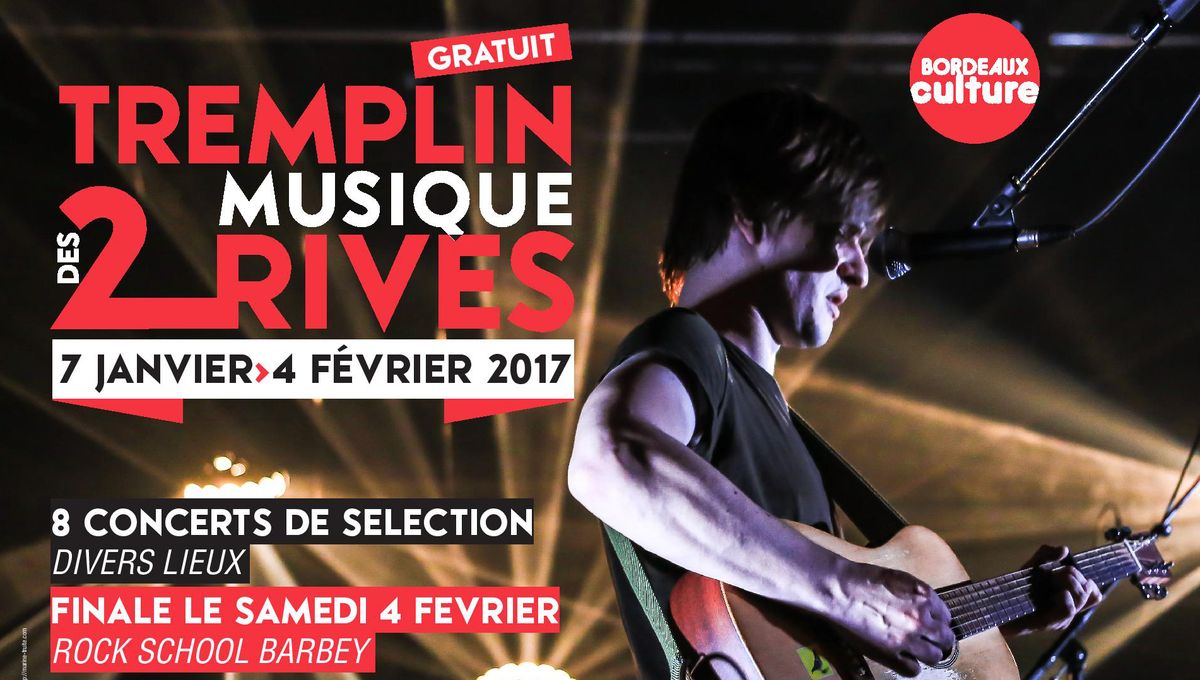 GRATUIT
TREMPLIN
MUSIQUE
DES 2 RIVES
7 JANVIER>4 FÉVRIER 2017
8 CONCERTS DE SELECTION
DIVERS LIEUX
FINALE LE SAMEDI 4 FEVRIER
ROCK SCHOOL BARBEY
BORDEAUX
culture